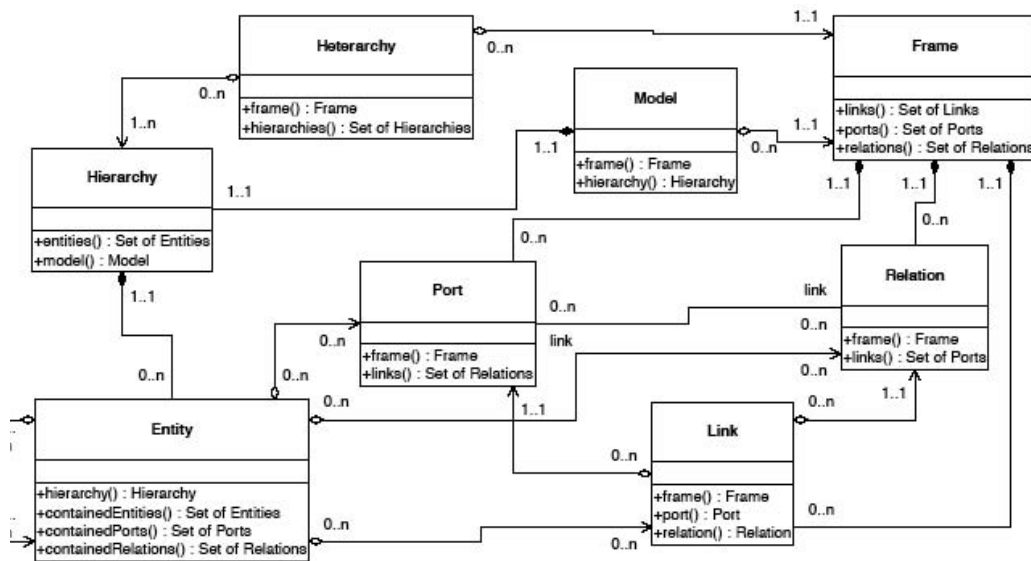 Heterarchy
+frame() : Frame
+hierarchies() : Set of Hierarchies
0..n
1..1
Frame
+links() : Set of Links
+ports() : Set of Ports
+relations() : Set of Relations
0..n
1..n
Model
+frame() : Frame
+hierarchy() : Hierarchy
1..1
0..n
1..1
Hierarchy
+entities() : Set of Entities
+model() : Model
1..1
1..1
1..1
1..1
1..1
0..n
0..n
1..1
Port
+frame() : Frame
+links() : Set of Relations
0..n
link
link
0..n
Relation
+frame() : Frame
+links() : Set of Ports
0..n
0..n
0..n
0..n
0..n
1..1
1..1
0..n
Entity
+hierarchy() : Hierarchy
+containedEntities() : Set of Entities
+containedPorts() : Set of Ports
+containedRelations() : Set of Relations
0..n
Link
+frame() : Frame
+port() : Port
+relation() : Relation
0..n
0..n
0..n
0..n